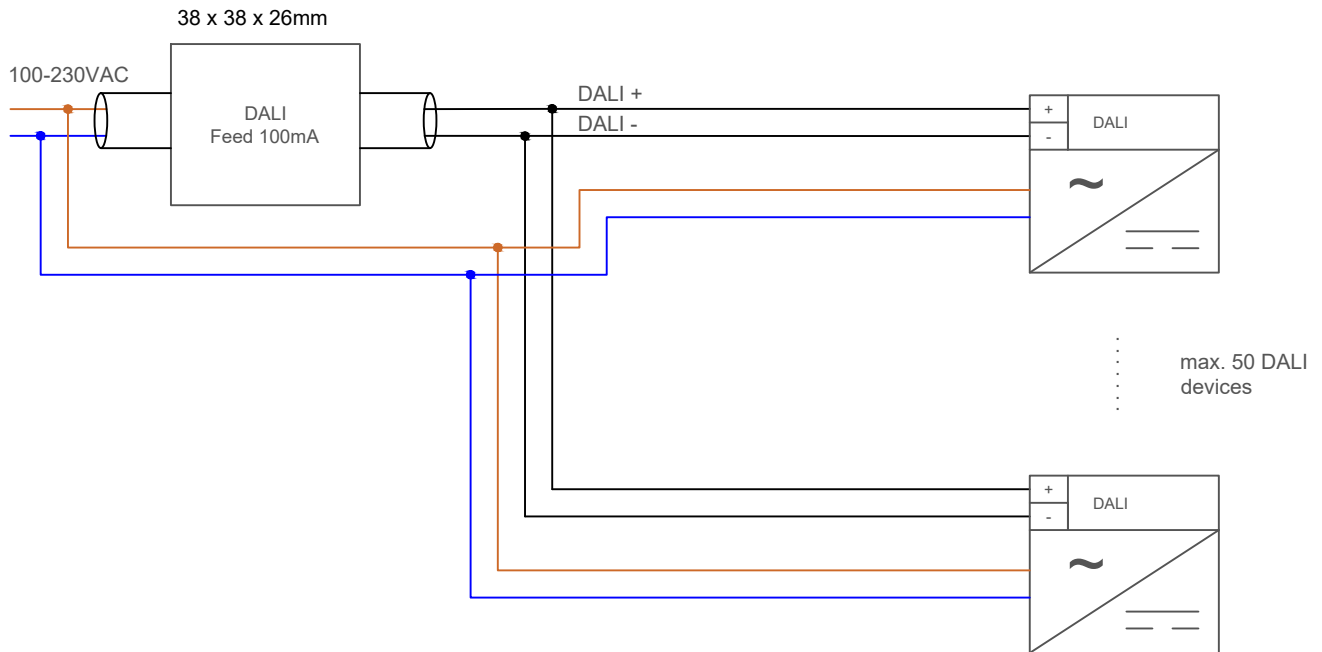 38 x 38 x 26mm
100-230VAC
DALI
Feed 100mA
DALI +
DALI -
+
-
DALI
~
max. 50 DALI
devices
+
-
DALI
~